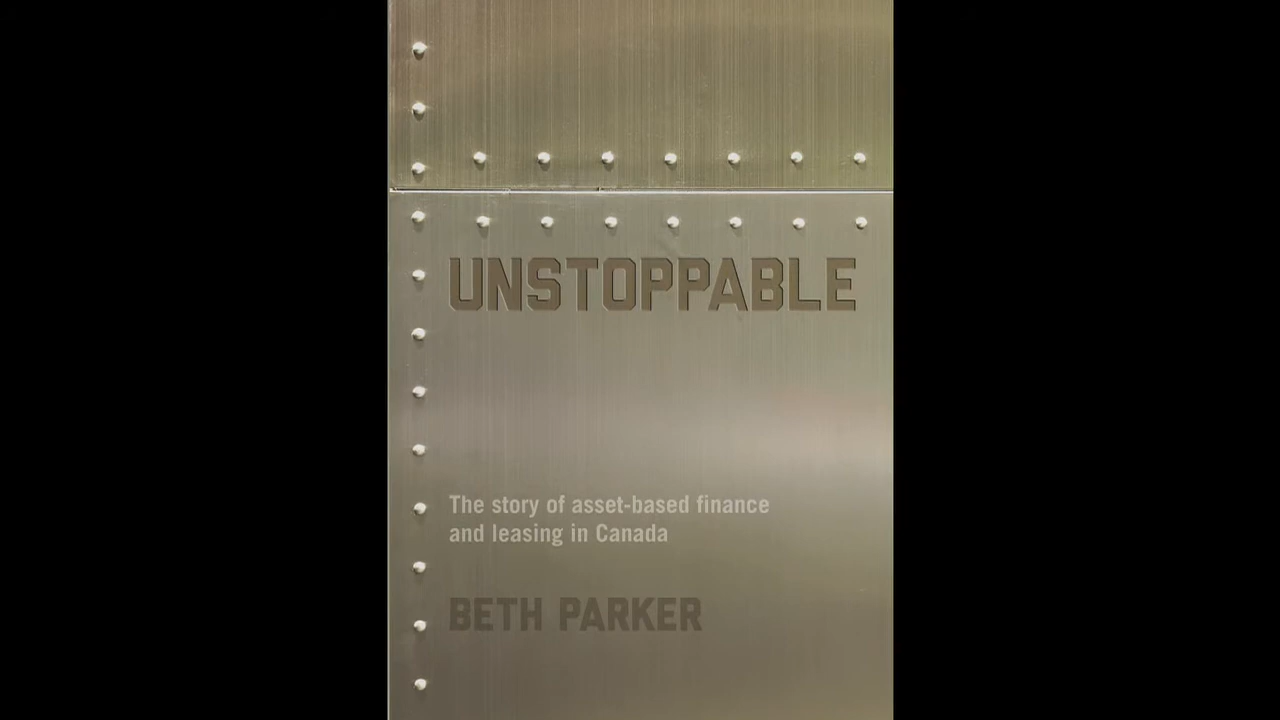 UNSTOPPABLE
The story of asset-based finance
and leasing in Canada
BETH PARKER